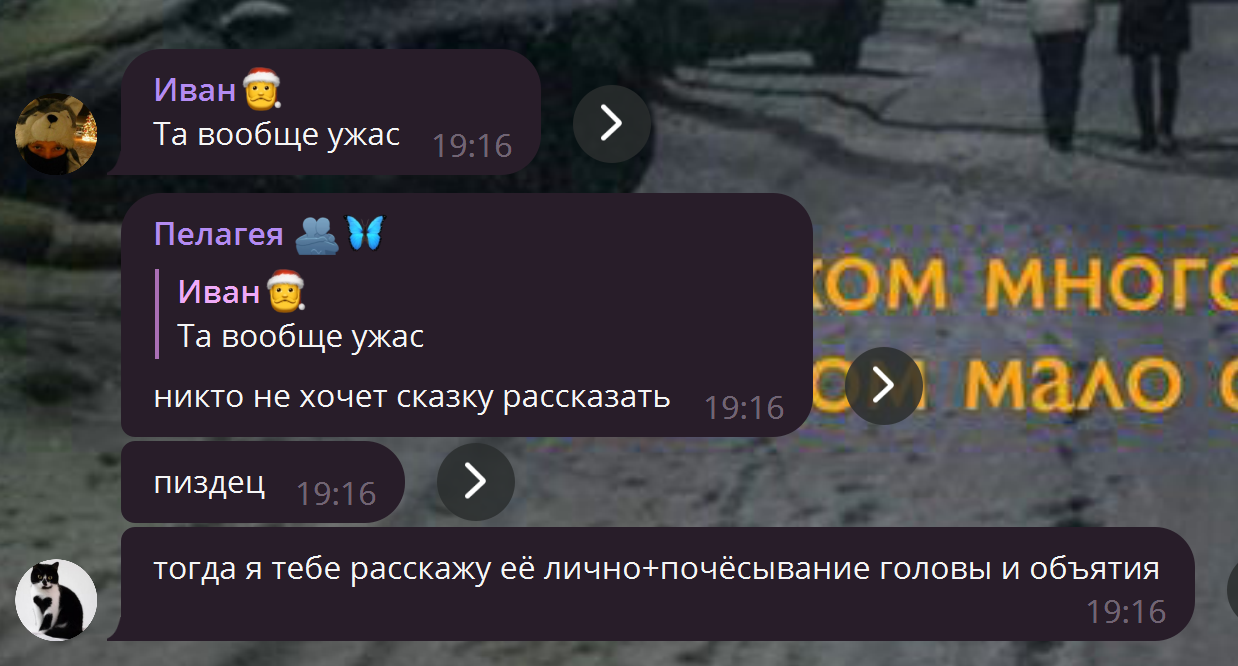 Иван🎅
Та вообще ужас 19:16
Пелагея 🫂🦋
Иван🎅
Та вообще ужас
никто не хочет сказку рассказать 19:16
ком много
ом мало
пиздец 19:16
тогда я тебе расскажу её лично+почёсывание головы и объятия
19:16